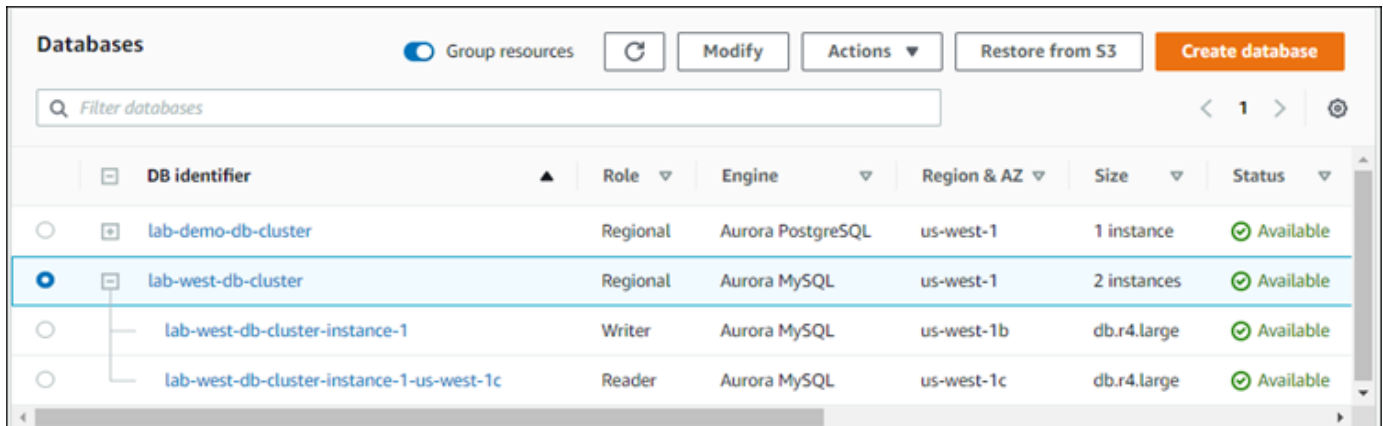 Databases Group resources Modify Actions Restore from S3 Create database
Filter databases 1
DB identifier Role Engine Region & AZ Size Status
lab-demo-db-cluster Regional Aurora PostgreSQL us-west-1 1 instance Available
lab-west-db-cluster Regional Aurora MySQL us-west-1 2 instances Available
lab-west-db-cluster-instance-1 Writer Aurora MySQL us-west-1b db.r4.large Available
lab-west-db-cluster-instance-1-us-west-1c Reader Aurora MySQL us-west-1c db.r4.large Available